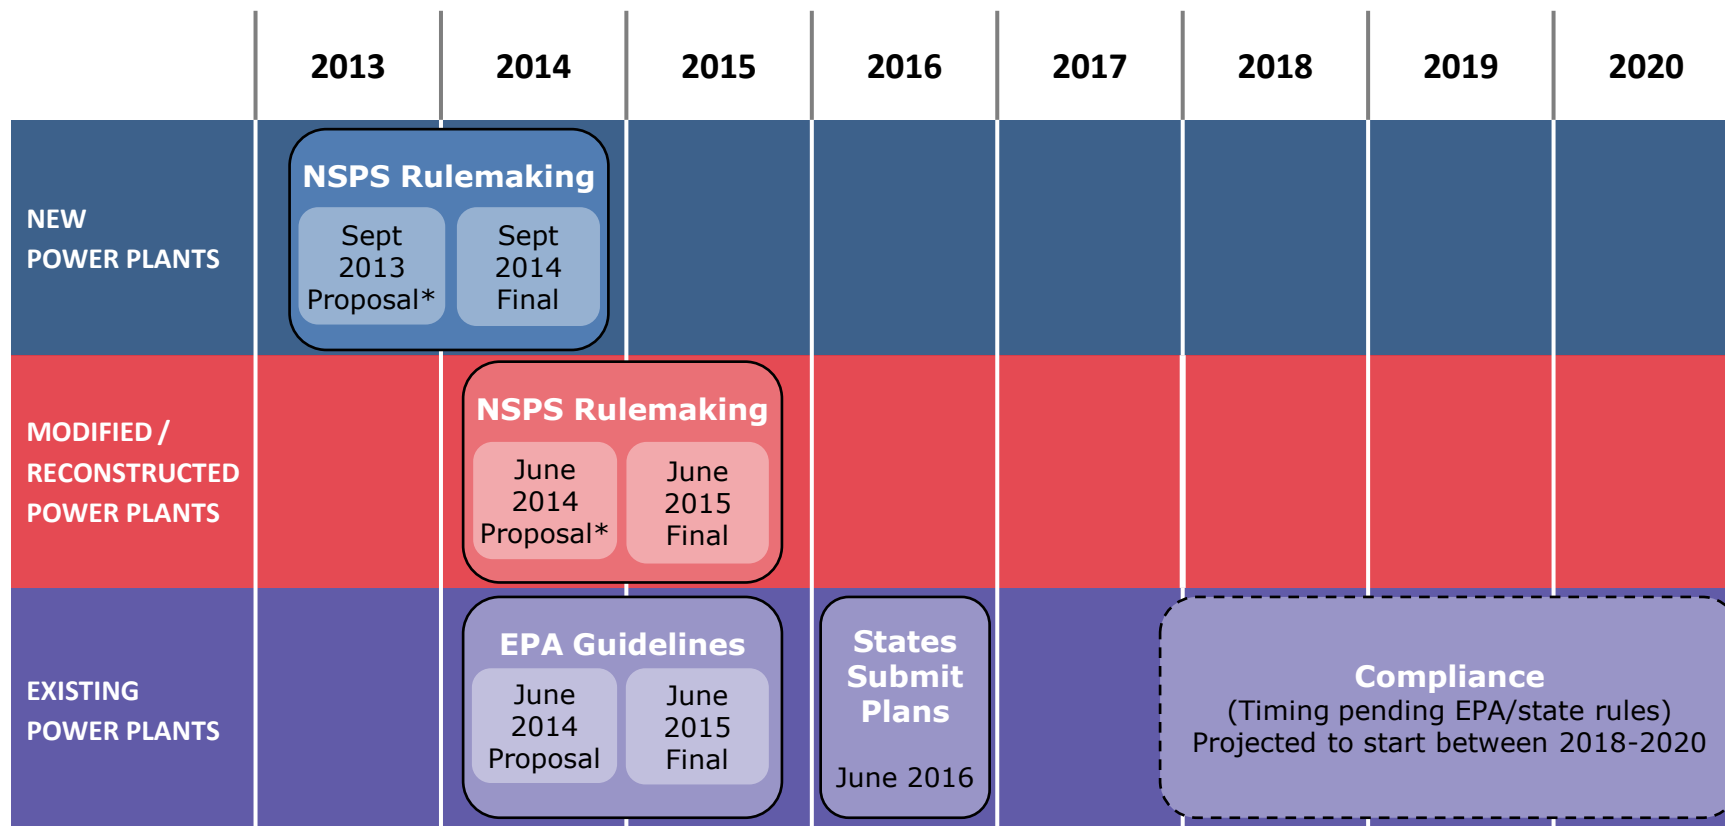 2013 2014 2015 2016 2017 2018 2019 2020
NEW
POWER PLANTS
NSPS Rulemaking
Sept
2013
Proposal*
Sept
2014
Final
MODIFIED /
RECONSTRUCTED
POWER PLANTS
NSPS Rulemaking
June
2014
Proposal*
June
2015
Final
EXISTING
POWER PLANTS
EPA Guidelines
June
2014
Proposal
June
2015
Final
States
Submit
Plans
June 2016
Compliance
(Timing pending EPA/state rules)
Projected to start between 2018-2020